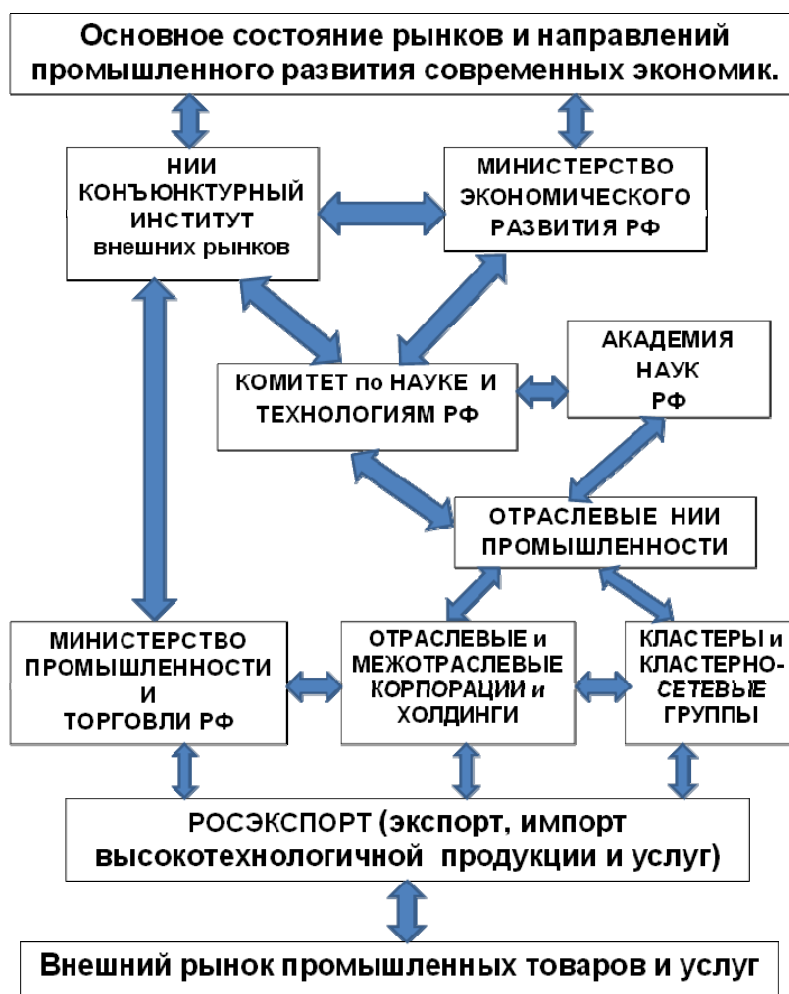 Основное состояние рынков и направлений
промышленного развития современных экономик.
НИИ
КОНЪЮНКТУРНЫЙ
ИНСТИТУТ
внешних рынков
МИНИСТЕРСТВО
ЭКОНОМИЧЕСКОГО
РАЗВИТИЯ РФ
КОМИТЕТ по НАУКЕ И
ТЕХНОЛОГИЯМ РФ
АКАДЕМИЯ
НАУК
РФ
ОТРАСЛЕВЫЕ НИИ
ПРОМЫШЛЕННОСТИ
МИНИСТЕРСТВО
ПРОМЫШЛЕННОСТИ
И
ТОРГОВЛИ РФ
ОТРАСЛЕВЫЕ и
МЕЖОТРАСЛЕВЫЕ
КОРПОРАЦИИ и
ХОЛДИНГИ
КЛАСТЕРЫ и
КЛАСТЕРНО-
СЕТЕВЫЕ
ГРУППЫ
РОСЭКСПОРТ (экспорт, импорт
высокотехнологичной продукции и услуг)
Внешний рынок промышленных товаров и услуг